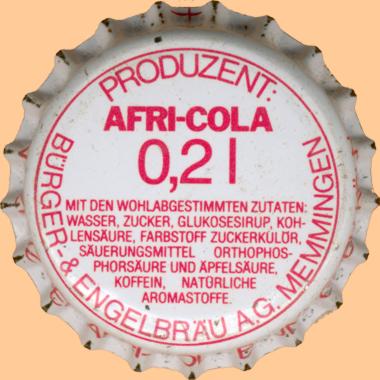 PRODUZENT:
AFRI-COLA
0,2 l
MIT DEN WOHLABGESTIMMTEN ZUTATEN:
WASSER, ZUCKER, GLUKOSESIRUP, KOH-
LENSÄURE, FARBSTOFF ZUCKERKÜLÖR,
SÄUERUNGSMITTEL ORTHOPHOS-
PHORSÄURE UND ÄPFELSÄURE,
KOFFEIN, NATÜRLICHE
AROMASTOFFE.
BÜRGER- & ENGELBRÄU A.G. MEMMINGEN